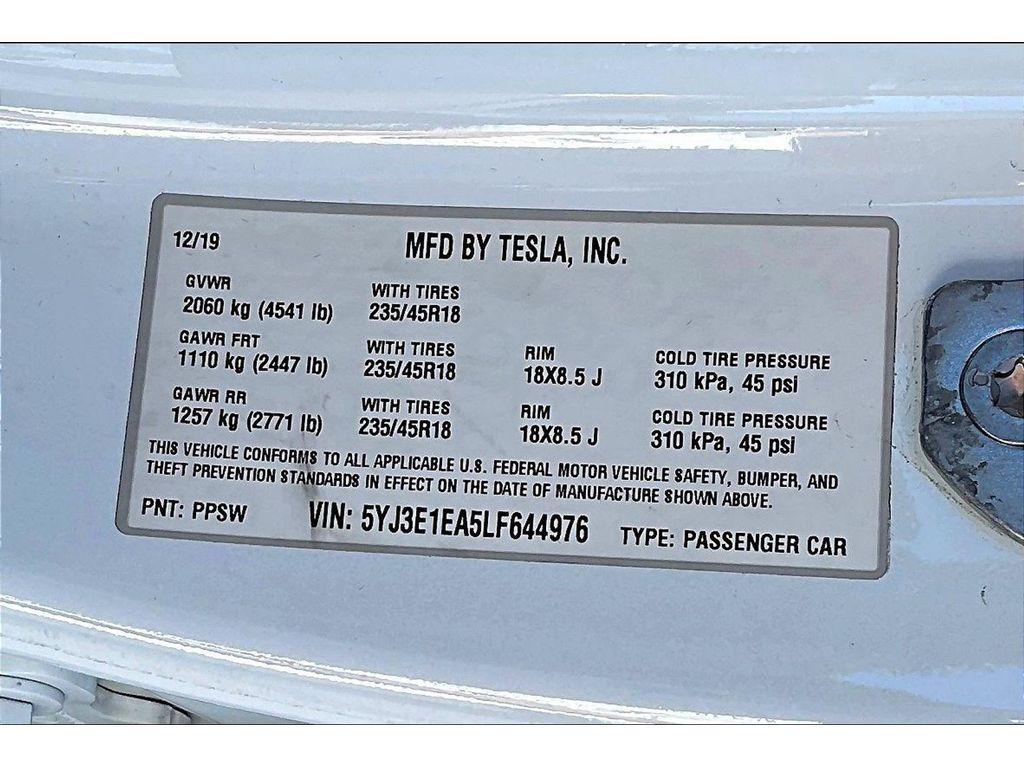 12/19 MFD BY TESLA, INC.
GVWR WITH TIRES
2060 kg (4541 lb) 235/45R18
GAWR FRT WITH TIRES RIM COLD TIRE PRESSURE
1110 kg (2447 lb) 235/45R18 18X8.5 J 310 kPa, 45 psi
GAWR RR WITH TIRES RIM COLD TIRE PRESSURE
1257 kg (2771 lb) 235/45R18 18X8.5 J 310 kPa, 45 psi
THIS VEHICLE CONFORMS TO ALL APPLICABLE U.S. FEDERAL MOTOR VEHICLE SAFETY, BUMPER, AND
THEFT PREVENTION STANDARDS IN EFFECT ON THE DATE OF MANUFACTURE SHOWN ABOVE.
PNT: PPSW VIN: 5YJ3E1EA5LF644976 TYPE: PASSENGER CAR